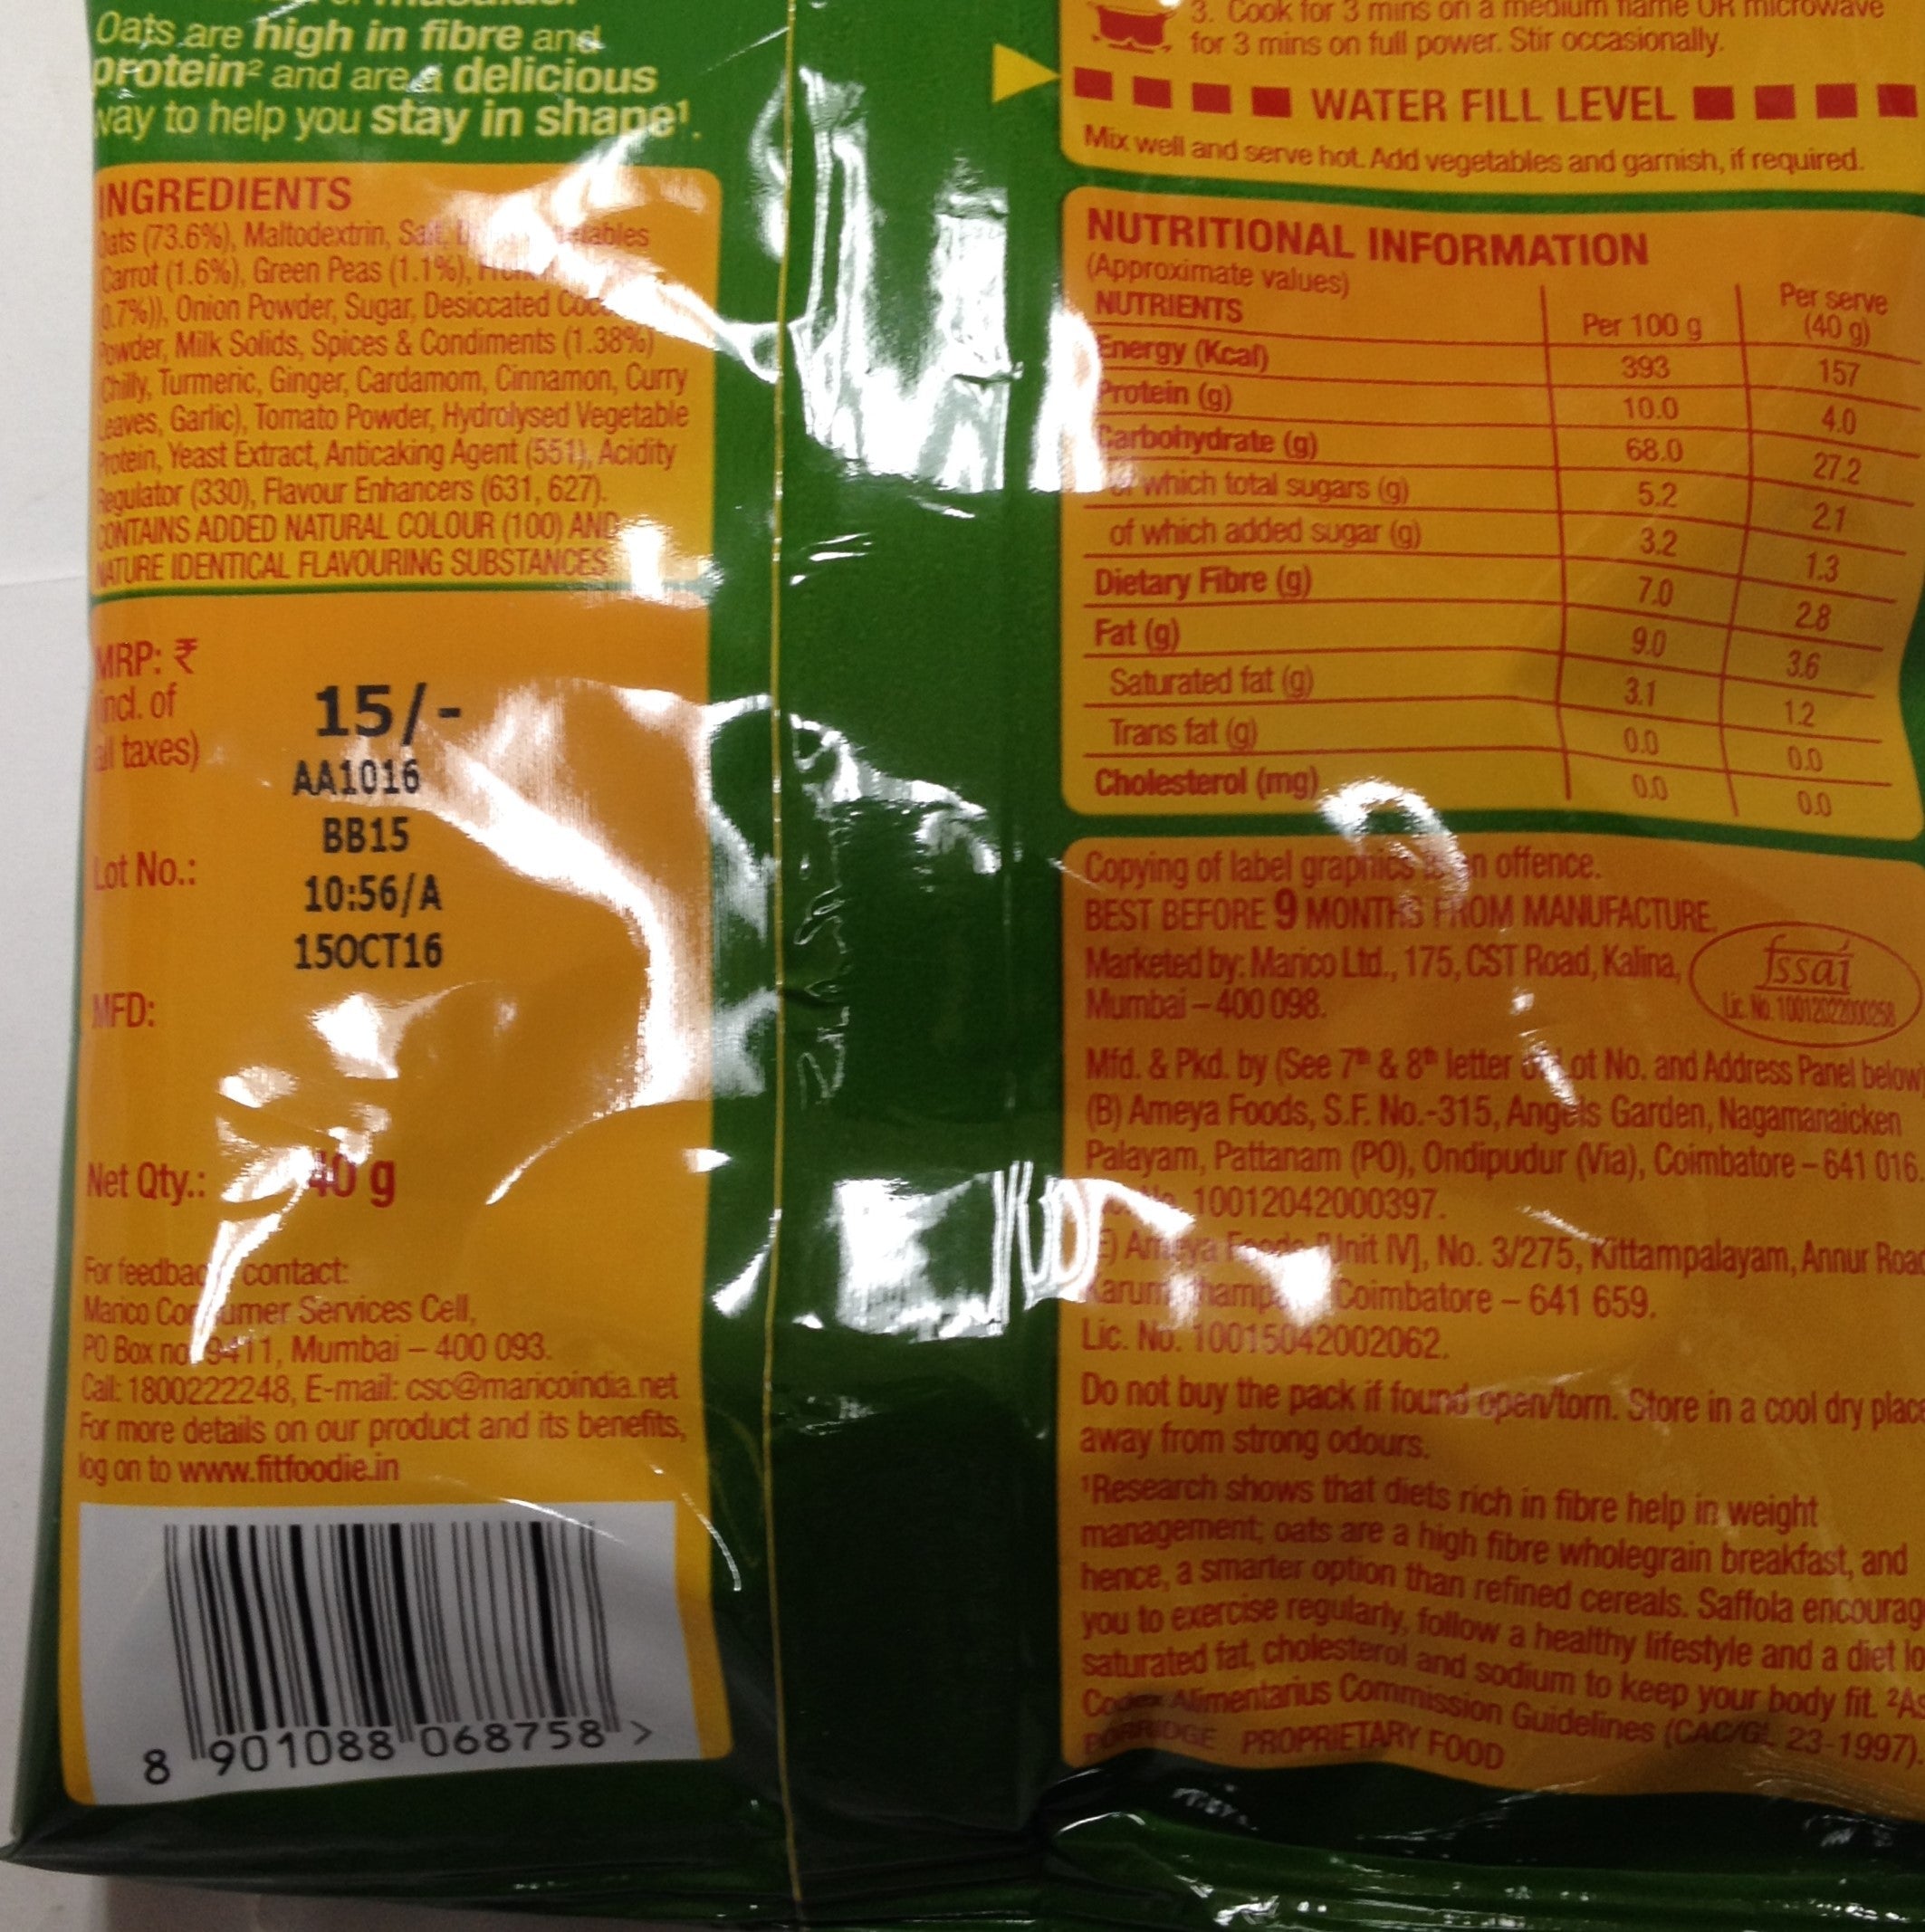 Oats are high in fibre and
protein² and are a delicious
way to help you stay in shape¹.
INGREDIENTS
Oats (73.6%), Maltodextrin, Salt,
Carrot (1.6%), Green Peas (1.1%),
0.7%)), Onion Powder, Sugar, Desiccated
Powder, Milk Solids, Spices & Condiments (1.38%)
Chilly, Turmeric, Ginger, Cardamom, Cinnamon, Curry
Leaves, Garlic), Tomato Powder, Hydrolysed Vegetable
Protein, Yeast Extract, Anticaking Agent (551), Acidity
Regulator (330), Flavour Enhancers (631, 627).
CONTAINS ADDED NATURAL COLOUR (100) AND
NATURE IDENTICAL FLAVOURING SUBSTANCES
MRP: ₹
incl. of
all taxes)
15/-
AA1016
BB15
Lot No.:
10:56/A
15OCT16
MFD:
Net Qty.: 40 g
For feedback contact:
Marico Consumer Services Cell,
PO Box no. 9411, Mumbai – 400 093.
Call: 1800222248, E-mail: csc@maricoindia.net
For more details on our product and its benefits,
log on to www.fitfoodie.in
8 901088 068758 >
3. Cook for 3 mins on a medium flame OR microwave
for 3 mins on full power. Stir occasionally.
WATER FILL LEVEL
Mix well and serve hot. Add vegetables and garnish, if required.
NUTRITIONAL INFORMATION
(Approximate values)
NUTRIENTS Per 100 g Per serve (40 g)
Energy (Kcal) 393 157
Protein (g) 10.0 4.0
Carbohydrate (g) 68.0 27.2
of which total sugars (g) 5.2 2.1
of which added sugar (g) 3.2 1.3
Dietary Fibre (g) 7.0 2.8
Fat (g) 9.0 3.6
Saturated fat (g) 3.1 1.2
Trans fat (g) 0.0 0.0
Cholesterol (mg) 0.0 0.0
Copying of label graphics is an offence.
BEST BEFORE 9 MONTHS FROM MANUFACTURE.
Marketed by: Marico Ltd., 175, CST Road, Kalina,
Mumbai – 400 098.
fssai
Lic. No. 10012022000258
Mfd. & Pkd. by (See 7th & 8th letter of Lot No. and Address Panel below)
(B) Ameya Foods, S.F. No.-315, Angels Garden, Nagamanaicken
Palayam, Pattanam (PO), Ondipudur (Via), Coimbatore – 641 016.
10012042000397.
(E) Ameya Foods [Unit IV], No. 3/275, Kittampalayam, Annur Road
Coimbatore – 641 659.
Lic. No. 10015042002062.
Do not buy the pack if found open/torn. Store in a cool dry place
away from strong odours.
¹Research shows that diets rich in fibre help in weight
management; oats are a high fibre wholegrain breakfast, and
hence, a smarter option than refined cereals. Saffola encourag
you to exercise regularly, follow a healthy lifestyle and a diet lo
saturated fat, cholesterol and sodium to keep your body fit. ²As
Codex Alimentarius Commission Guidelines (CAC/GL 23-1997).
PORRIDGE PROPRIETARY FOOD